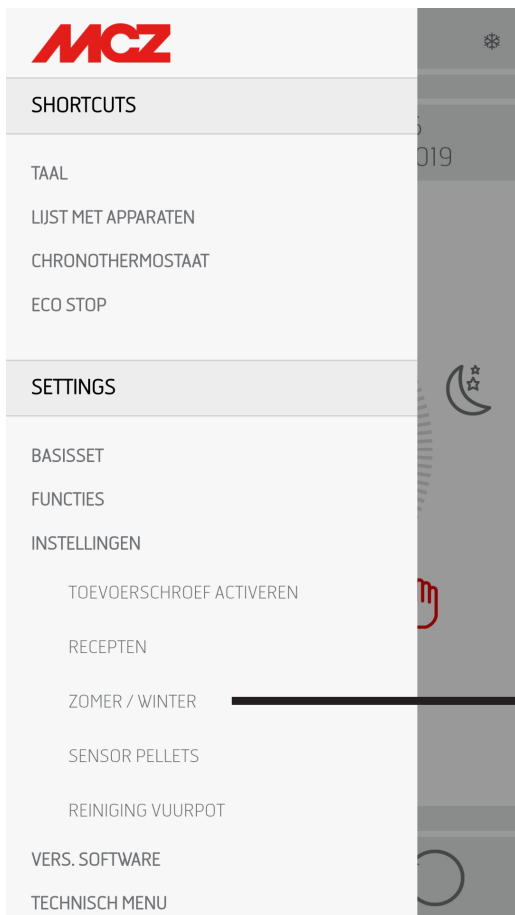 MCZ
SHORTCUTS
019
TAAL
LIJST MET APPARATEN
CHRONOTHERMOSTAAT
ECO STOP
SETTINGS
BASISSET
FUNCTIES
INSTELLINGEN
TOEVOERSCHROEF ACTIVEREN
RECEPTEN
ZOMER / WINTER
SENSOR PELLETS
REINIGING VUURPOT
VERS. SOFTWARE
TECHNISCH MENU